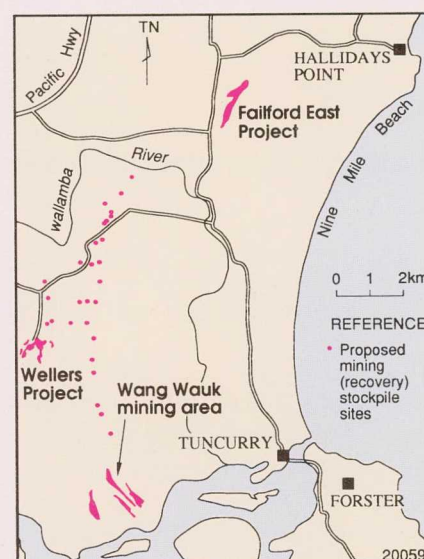 TN
Pacific Hwy
HALLIDAYS
POINT
Failford East
Project
Nine Mile Beach
wallamba River
0 1 2km
REFERENCE
Proposed
mining
(recovery)
stockpile
sites
Wellers
Project
Wang Wauk
mining area
TUNCURRY
FORSTER
20059